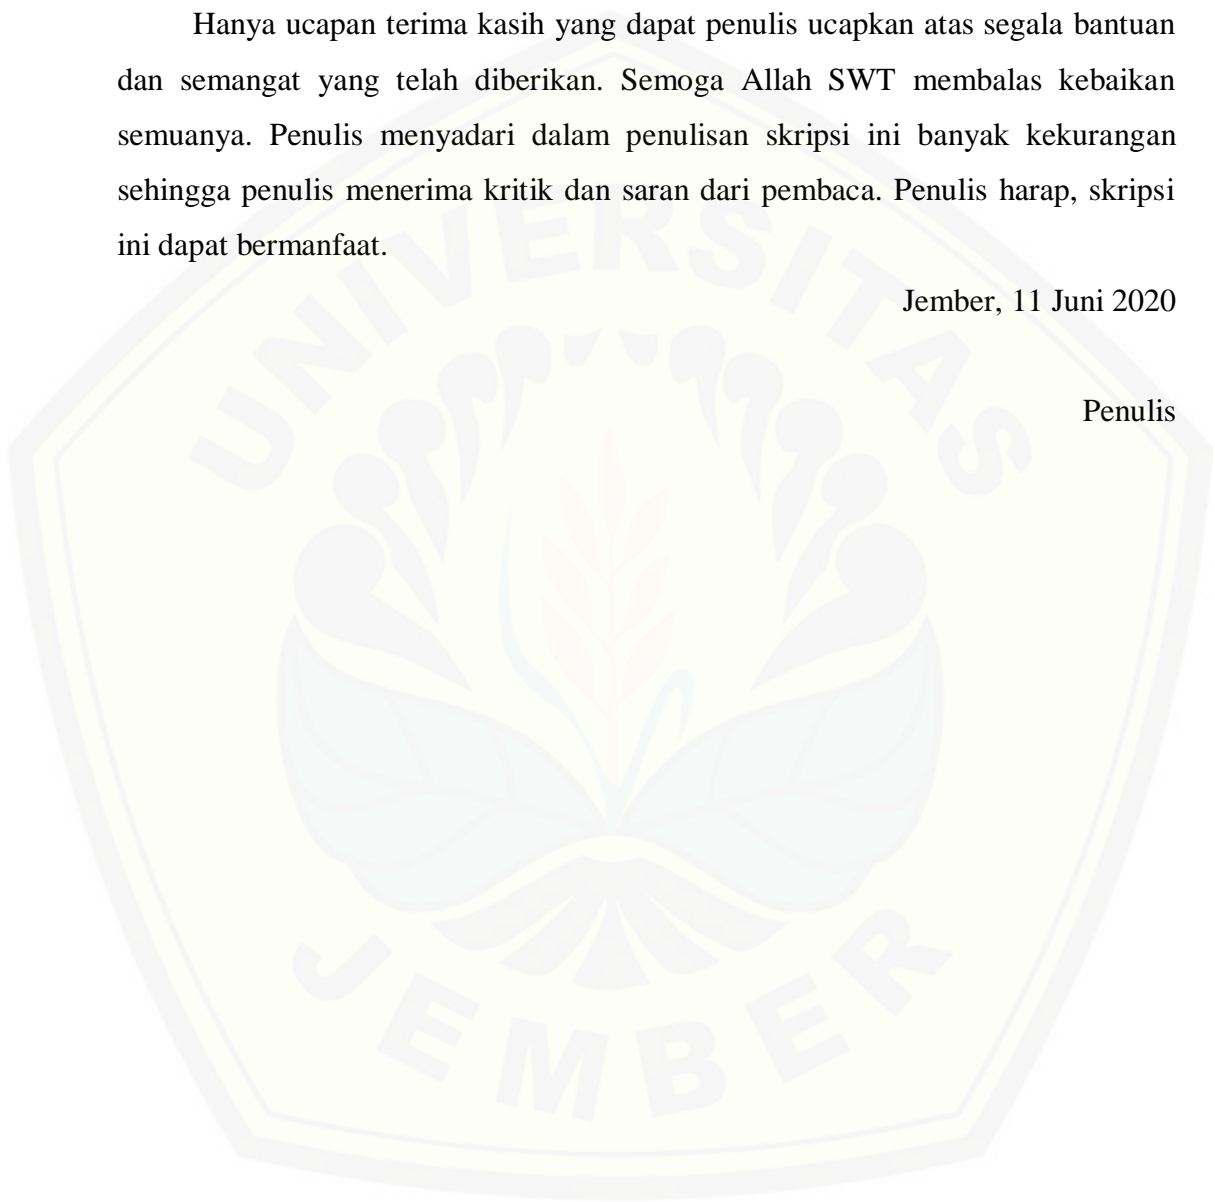 Hanya ucapan terima kasih yang dapat penulis ucapkan atas segala bantuan
dan semangat yang telah diberikan. Semoga Allah SWT membalas kebaikan
semuanya. Penulis menyadari dalam penulisan skripsi ini banyak kekurangan
sehingga penulis menerima kritik dan saran dari pembaca. Penulis harap, skripsi
ini dapat bermanfaat.
Jember, 11 Juni 2020
Penulis
UNIVERSITAS
JEMBER